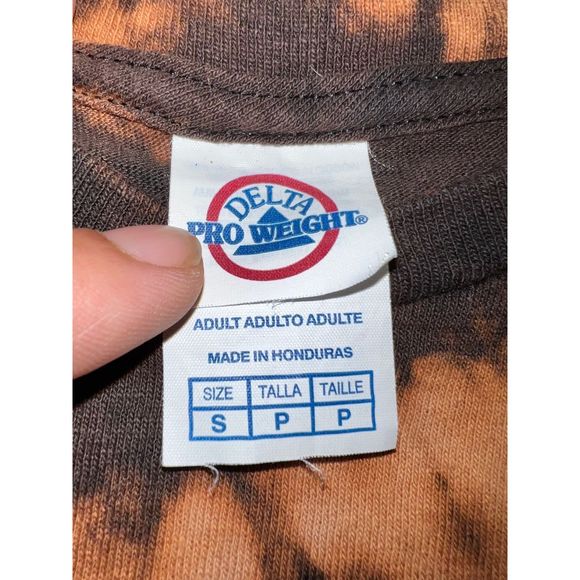 DELTA
PRO WEIGHT®
ADULT ADULTO ADULTE
MADE IN HONDURAS
SIZE TALLA TAILLE
S P P